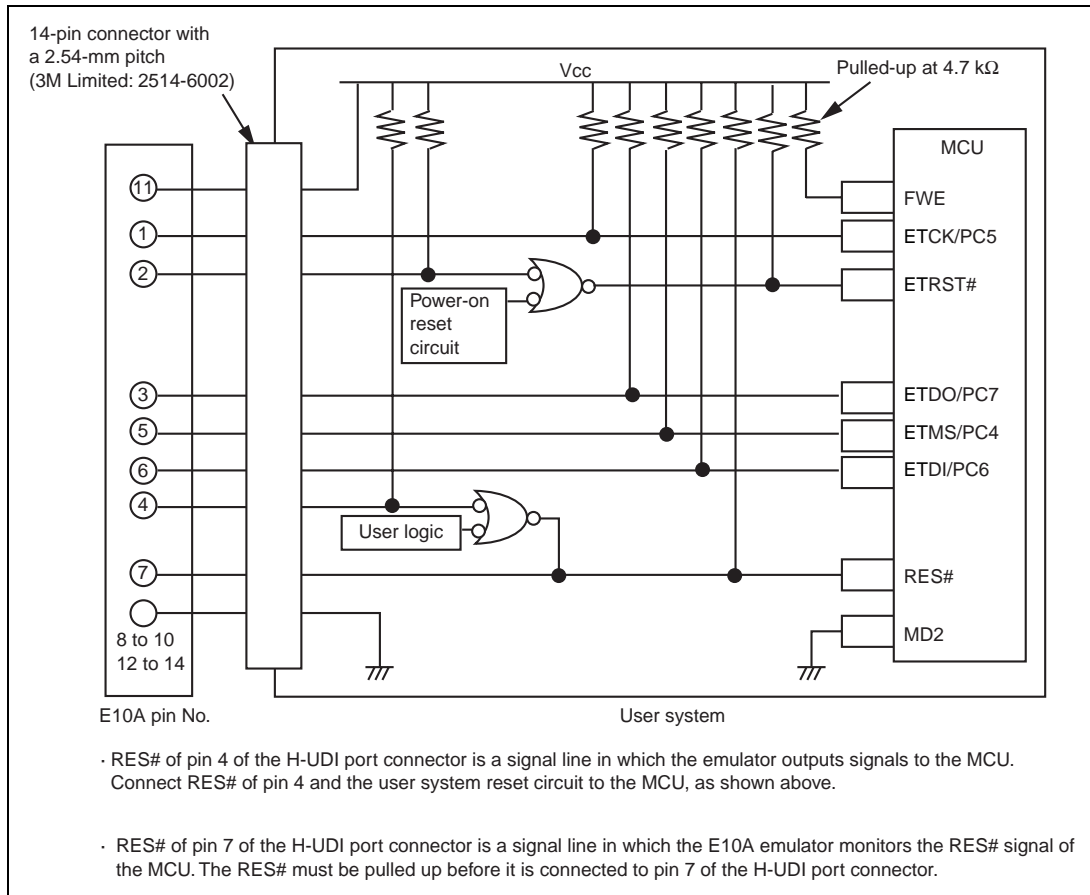 14-pin connector with
a 2.54-mm pitch
(3M Limited: 2514-6002)
Vcc
Pulled-up at 4.7 kΩ
MCU
11
FWE
1
ETCK/PC5
2
ETRST#
Power-on
reset
circuit
3
ETDO/PC7
5
ETMS/PC4
6
ETDI/PC6
4
User logic
7
RES#
8 to 10
12 to 14
MD2
E10A pin No.
User system
· RES# of pin 4 of the H-UDI port connector is a signal line in which the emulator outputs signals to the MCU.
Connect RES# of pin 4 and the user system reset circuit to the MCU, as shown above.
· RES# of pin 7 of the H-UDI port connector is a signal line in which the E10A emulator monitors the RES# signal of
the MCU. The RES# must be pulled up before it is connected to pin 7 of the H-UDI port connector.